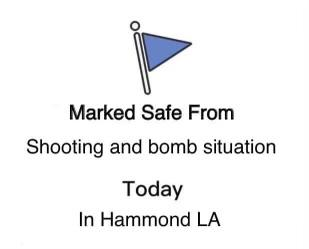 Marked Safe From
Shooting and bomb situation
Today
In Hammond LA